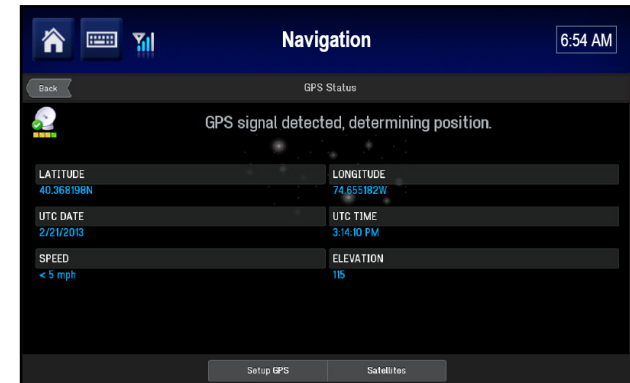 Navigation
6:54 AM
Back
GPS Status
GPS signal detected, determining position.
LATITUDE
40.368198N
LONGITUDE
74.655182W
UTC DATE
2/21/2013
UTC TIME
3:14:10 PM
SPEED
< 5 mph
ELEVATION
115
Setup GPS
Satellites